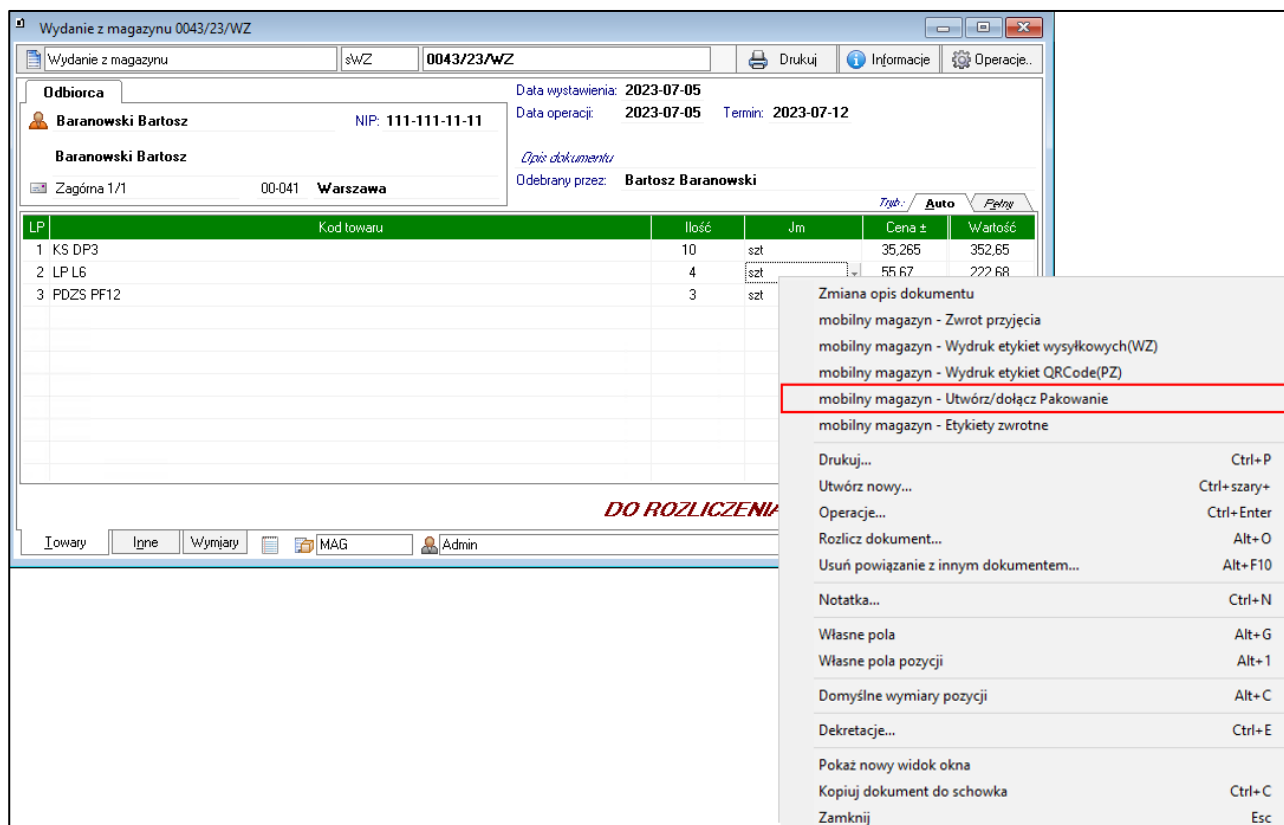 Wydanie z magazynu 0043/23/WZ
Wydanie z magazynu sWZ 0043/23/WZ Drukuj Informacje Operacje..
Odbiorca
Baranowski Bartosz NIP: 111-111-11-11
Baranowski Bartosz
Zagórna 1/1 00-041 Warszawa
Data wystawienia: 2023-07-05
Data operacji: 2023-07-05 Termin: 2023-07-12
Opis dokumentu
Odebrany przez: Bartosz Baranowski
Tryb: Auto Pełny
LP Kod towaru Ilość Jm Cena ± Wartość
1 KS DP3 10 szt 35,265 352,65
2 LP L6 4 szt 55,67 222,68
3 PDZS PF12 3 szt
DO ROZLICZENIA
Towary Inne Wymiary MAG Admin
Zmiana opis dokumentu
mobilny magazyn - Zwrot przyjęcia
mobilny magazyn - Wydruk etykiet wysyłkowych(WZ)
mobilny magazyn - Wydruk etykiet QRCode(PZ)
mobilny magazyn - Utwórz/dołącz Pakowanie
mobilny magazyn - Etykiety zwrotne
Drukuj... Ctrl+P
Utwórz nowy... Ctrl+szary+
Operacje... Ctrl+Enter
Rozlicz dokument... Alt+O
Usuń powiązanie z innym dokumentem... Alt+F10
Notatka... Ctrl+N
Własne pola Alt+G
Własne pola pozycji Alt+1
Domyślne wymiary pozycji Alt+C
Dekretacje... Ctrl+E
Pokaż nowy widok okna
Kopiuj dokument do schowka Ctrl+C
Zamknij Esc